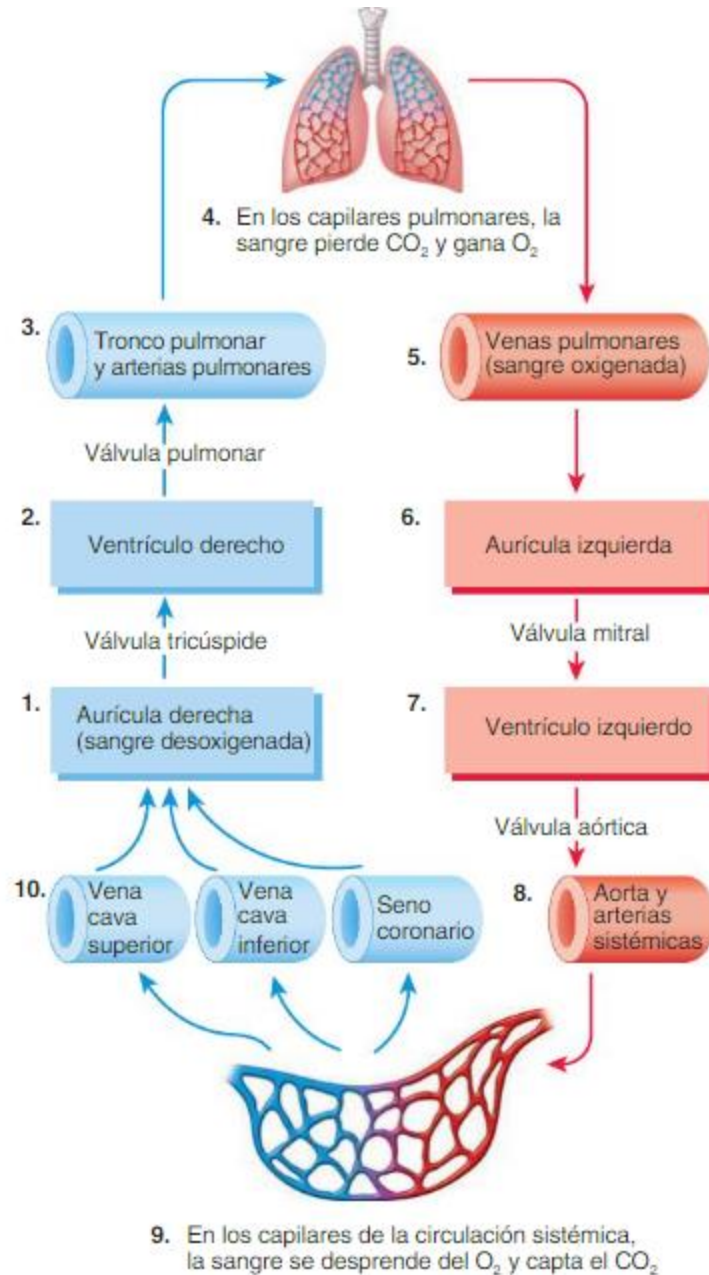 4. En los capilares pulmonares, la
sangre pierde CO₂ y gana O₂
3. Tronco pulmonar
y arterias pulmonares
5. Venas pulmonares
(sangre oxigenada)
Válvula pulmonar
2. Ventrículo derecho
6. Aurícula izquierda
Válvula tricúspide
Válvula mitral
1. Aurícula derecha
(sangre desoxigenada)
7. Ventrículo izquierdo
Válvula aórtica
10. Vena
cava
superior
Vena
cava
inferior
Seno
coronario
8. Aorta y
arterias
sistémicas
9. En los capilares de la circulación sistémica,
la sangre se desprende del O₂ y capta el CO₂